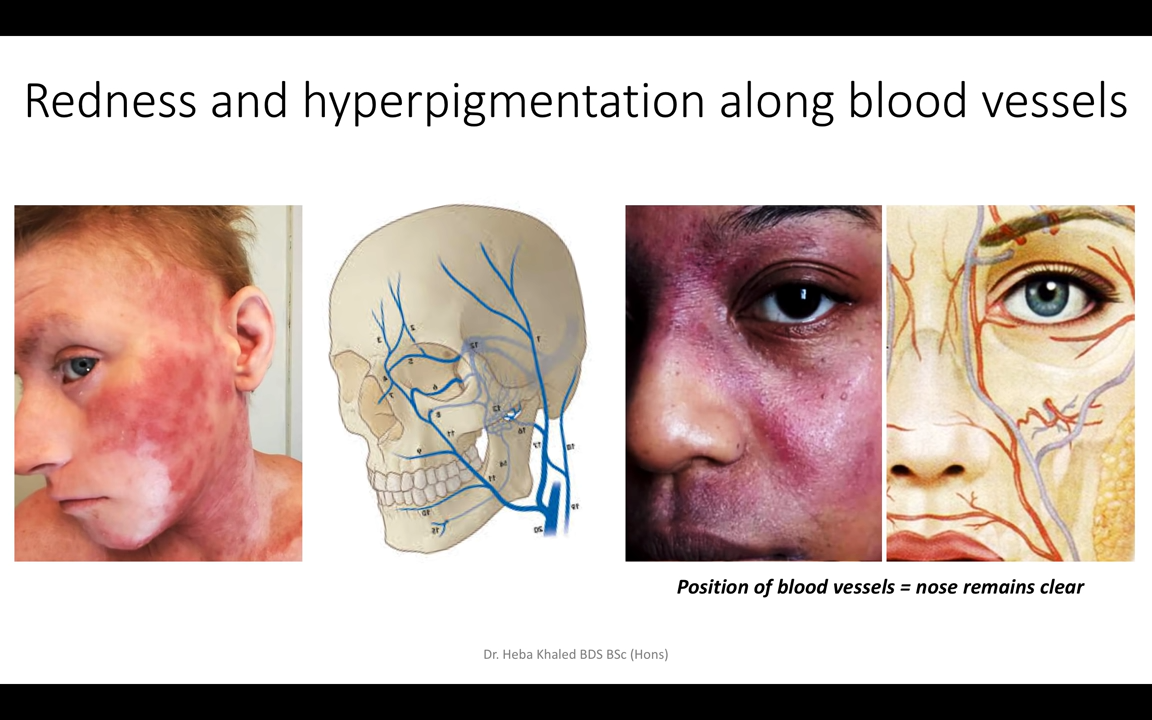 Redness and hyperpigmentation along blood vessels
Position of blood vessels = nose remains clear
Dr. Heba Khaled BDS BSc (Hons)